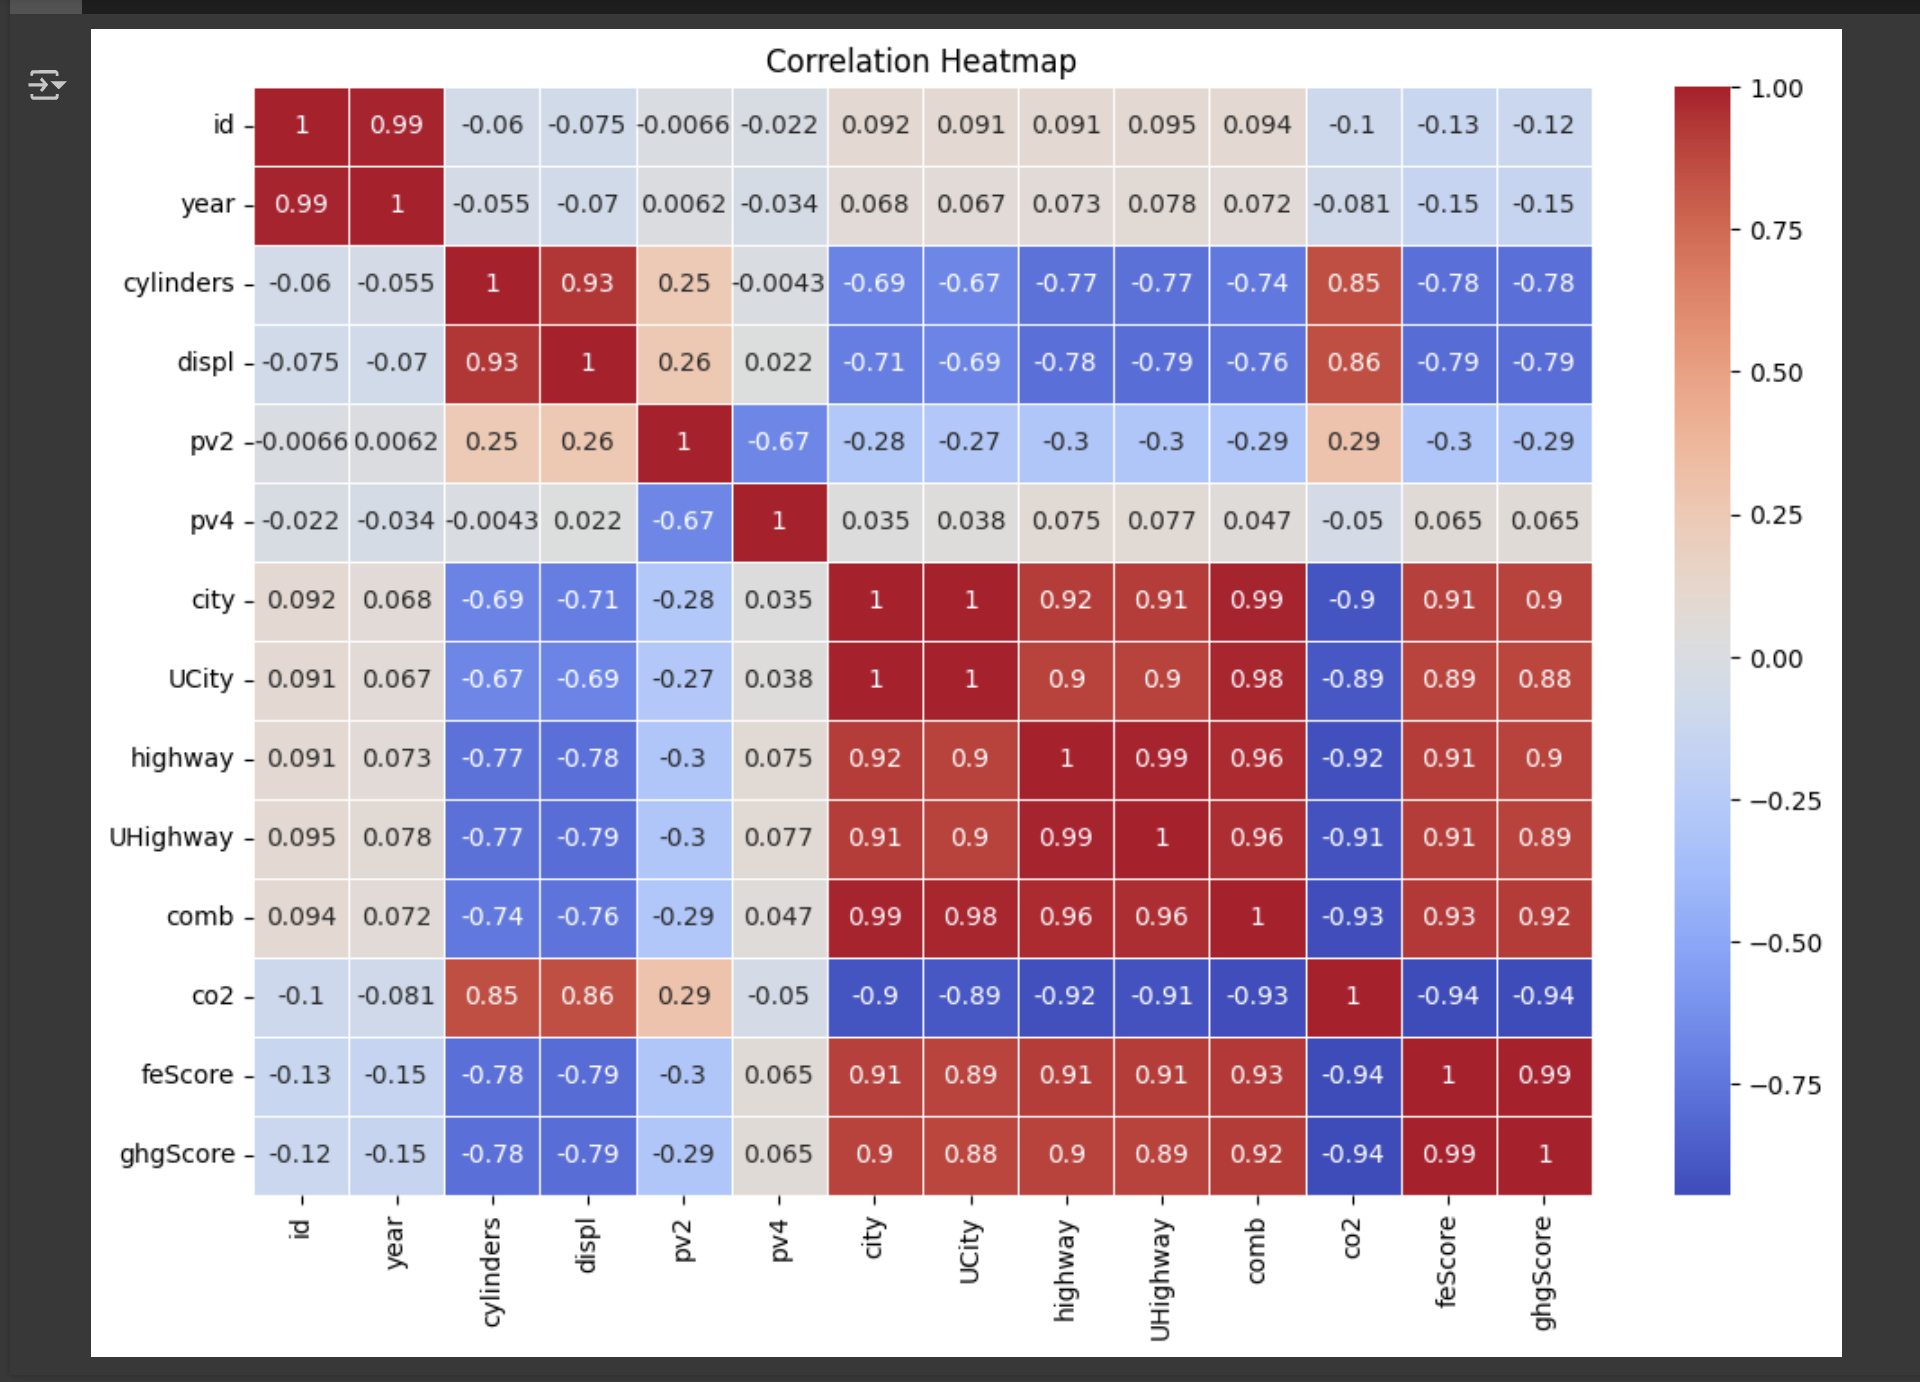 Correlation Heatmap
id 1 0.99 -0.06 -0.075 -0.0066 -0.022 0.092 0.091 0.091 0.095 0.094 -0.1 -0.13 -0.12
year 0.99 1 -0.055 -0.07 0.0062 -0.034 0.068 0.067 0.073 0.078 0.072 -0.081 -0.15 -0.15
cylinders -0.06 -0.055 1 0.93 0.25 -0.0043 -0.69 -0.67 -0.77 -0.77 -0.74 0.85 -0.78 -0.78
displ -0.075 -0.07 0.93 1 0.26 0.022 -0.71 -0.69 -0.78 -0.79 -0.76 0.86 -0.79 -0.79
pv2 -0.0066 0.0062 0.25 0.26 1 -0.67 -0.28 -0.27 -0.3 -0.3 -0.29 0.29 -0.3 -0.29
pv4 -0.022 -0.034 -0.0043 0.022 -0.67 1 0.035 0.038 0.075 0.077 0.047 -0.05 0.065 0.065
city 0.092 0.068 -0.69 -0.71 -0.28 0.035 1 1 0.92 0.91 0.99 -0.9 0.91 0.9
UCity 0.091 0.067 -0.67 -0.69 -0.27 0.038 1 1 0.9 0.9 0.98 -0.89 0.89 0.88
highway 0.091 0.073 -0.77 -0.78 -0.3 0.075 0.92 0.9 1 0.99 0.96 -0.92 0.91 0.9
UHighway 0.095 0.078 -0.77 -0.79 -0.3 0.077 0.91 0.9 0.99 1 0.96 -0.91 0.91 0.89
comb 0.094 0.072 -0.74 -0.76 -0.29 0.047 0.99 0.98 0.96 0.96 1 -0.93 0.93 0.92
co2 -0.1 -0.081 0.85 0.86 0.29 -0.05 -0.9 -0.89 -0.92 -0.91 -0.93 1 -0.94 -0.94
feScore -0.13 -0.15 -0.78 -0.79 -0.3 0.065 0.91 0.89 0.91 0.91 0.93 -0.94 1 0.99
ghgScore -0.12 -0.15 -0.78 -0.79 -0.29 0.065 0.9 0.88 0.9 0.89 0.92 -0.94 0.99 1
id year cylinders displ pv2 pv4 city UCity highway UHighway comb co2 feScore ghgScore
1.00
0.75
0.50
0.25
0.00
−0.25
−0.50
−0.75